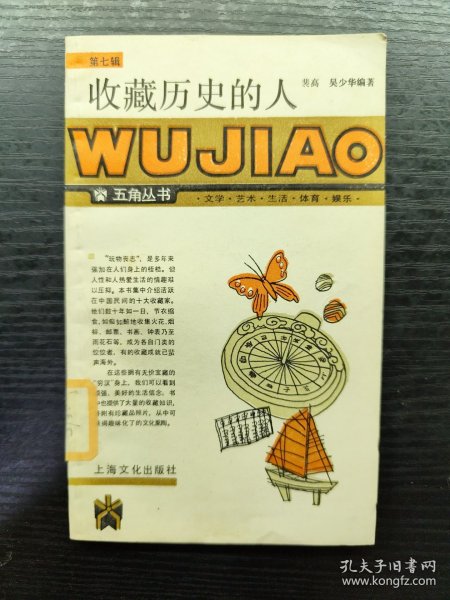 第七辑
收藏历史的人
斐高 吴少华编著
WUJIAO
五角丛书
·文学·艺术·生活·体育·娱乐·
“玩物丧志”，是多年来
强加在人们身上的桎梏。但
人性和人热爱生活的情趣难
以压抑。本书集中介绍活跃
在中国民间的十大收藏家。
他们数十年如一日，节衣缩
食，如痴如醉地收集火花、烟
标、邮票、书画、钟表乃至
雨花石等，成为各自门类的
佼佼者，有的收藏成就已蜚
声海外。
在这些拥有无价宝藏的
“穷汉”身上，我们可以看到
顽强、美好的生活信念。书
中也提供了大量的收藏知识，
并附有珍藏品照片，从中可
获得趣味化了的文化熏陶。
上海文化出版社
孔夫子旧书网
www.kongfz.com